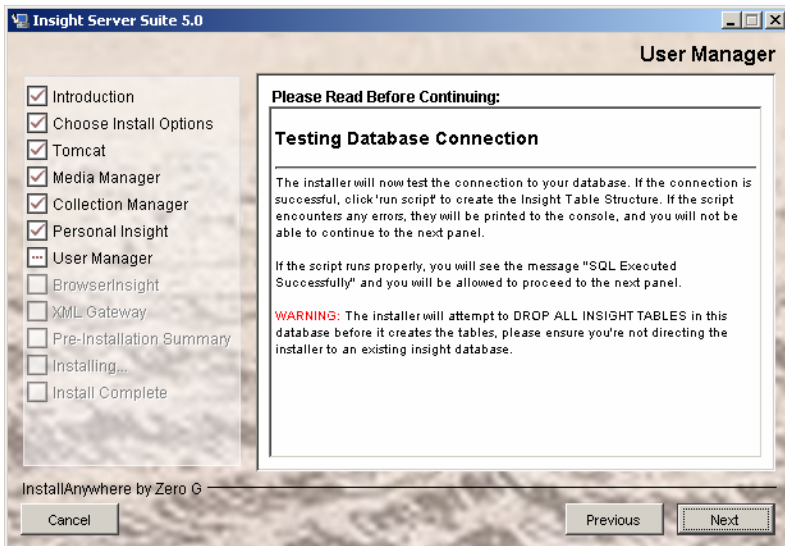 Insight Server Suite 5.0
User Manager
Introduction
Choose Install Options
Tomcat
Media Manager
Collection Manager
Personal Insight
User Manager
BrowserInsight
XML Gateway
Pre-Installation Summary
Installing...
Install Complete
Please Read Before Continuing:
Testing Database Connection
The installer will now test the connection to your database. If the connection is
successful, click 'run script' to create the Insight Table Structure. If the script
encounters any errors, they will be printed to the console, and you will not be
able to continue to the next panel.
If the script runs properly, you will see the message "SQL Executed
Successfully" and you will be allowed to proceed to the next panel.
WARNING: The installer will attempt to DROP ALL INSIGHT TABLES in this
database before it creates the tables, please ensure you're not directing the
installer to an existing insight database.
InstallAnywhere by Zero G
Cancel
Previous
Next